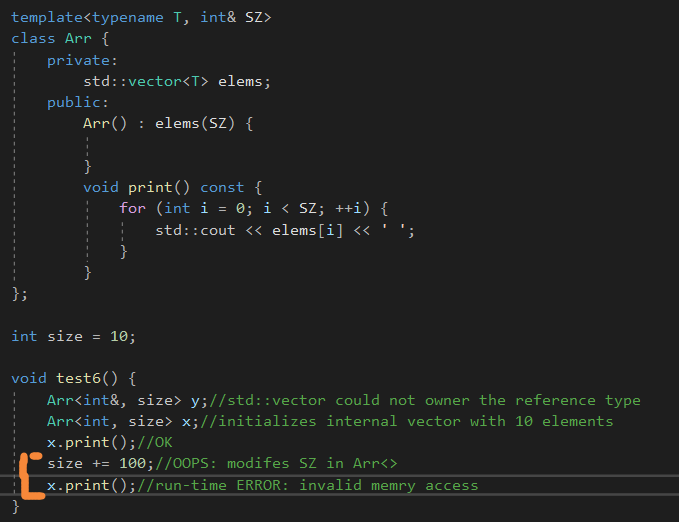 template<typename T, int& SZ>
class Arr {
private:
std::vector<T> elems;
public:
Arr() : elems(SZ) {
}
void print() const {
for (int i = 0; i < SZ; ++i) {
std::cout << elems[i] << ' ';
}
}
};
int size = 10;
void test6() {
Arr<int&, size> y;//std::vector could not owner the reference type
Arr<int, size> x;//initializes internal vector with 10 elements
x.print();//OK
size += 100;//OOPS: modifes SZ in Arr<>
x.print();//run-time ERROR: invalid memry access
}